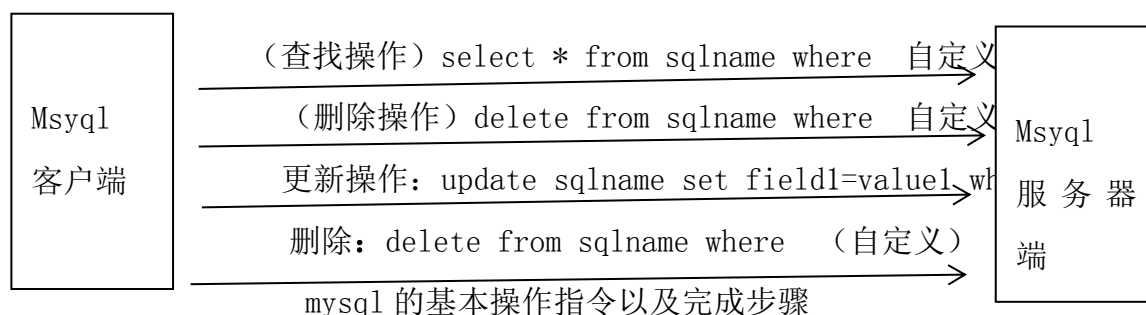 （查找操作）select * from sqlname where 自定义
Msyql
客户端
（删除操作）delete from sqlname where 自定义
更新操作：update sqlname set field1=value1 wh
删除：delete from sqlname where （自定义）
Msyql
服务器
端
mysql 的基本操作指令以及完成步骤